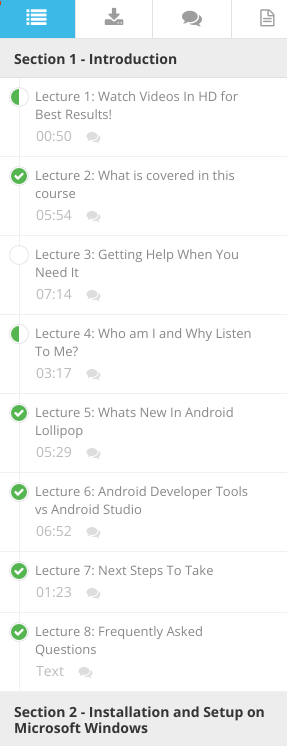 Section 1 - Introduction
Lecture 1: Watch Videos In HD for
Best Results!
00:50
Lecture 2: What is covered in this
course
05:54
Lecture 3: Getting Help When You
Need It
07:14
Lecture 4: Who am I and Why Listen
To Me?
03:17
Lecture 5: Whats New In Android
Lollipop
05:29
Lecture 6: Android Developer Tools
vs Android Studio
06:52
Lecture 7: Next Steps To Take
01:23
Lecture 8: Frequently Asked
Questions
Text
Section 2 - Installation and Setup on
Microsoft Windows